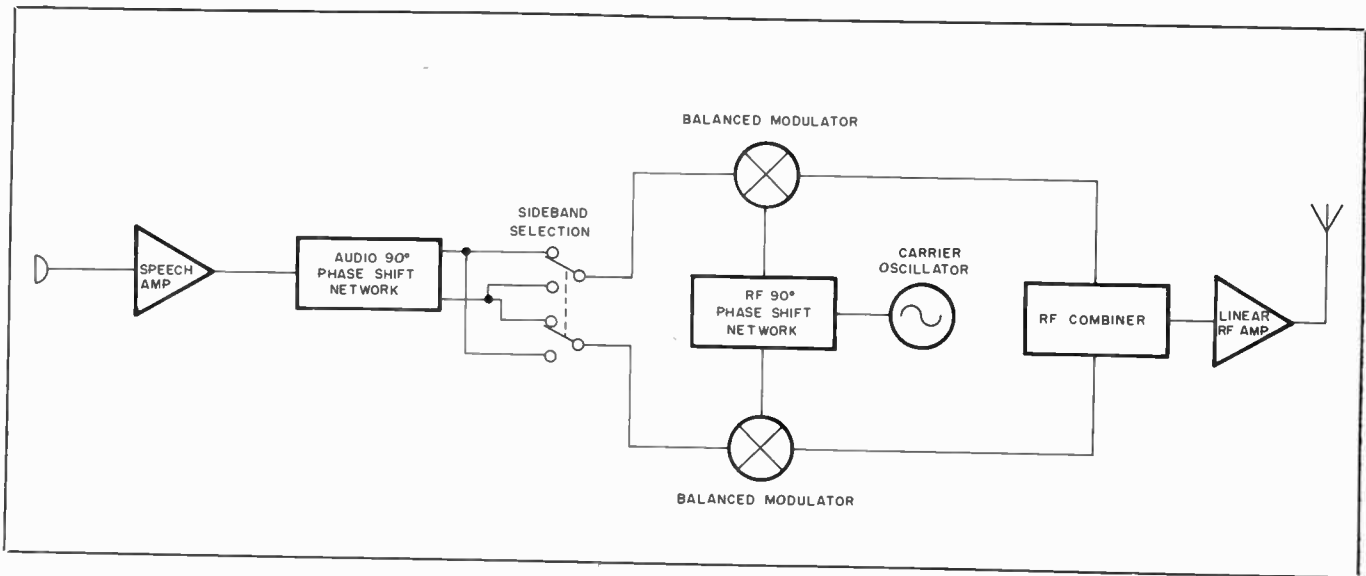 BALANCED MODULATOR
SIDEBAND
SELECTION
SPEECH
AMP
AUDIO 90°
PHASE SHIFT
NETWORK
CARRIER
OSCILLATOR
RF 90°
PHASE SHIFT
NETWORK
RF COMBINER
LINEAR
RF AMP
BALANCED MODULATOR